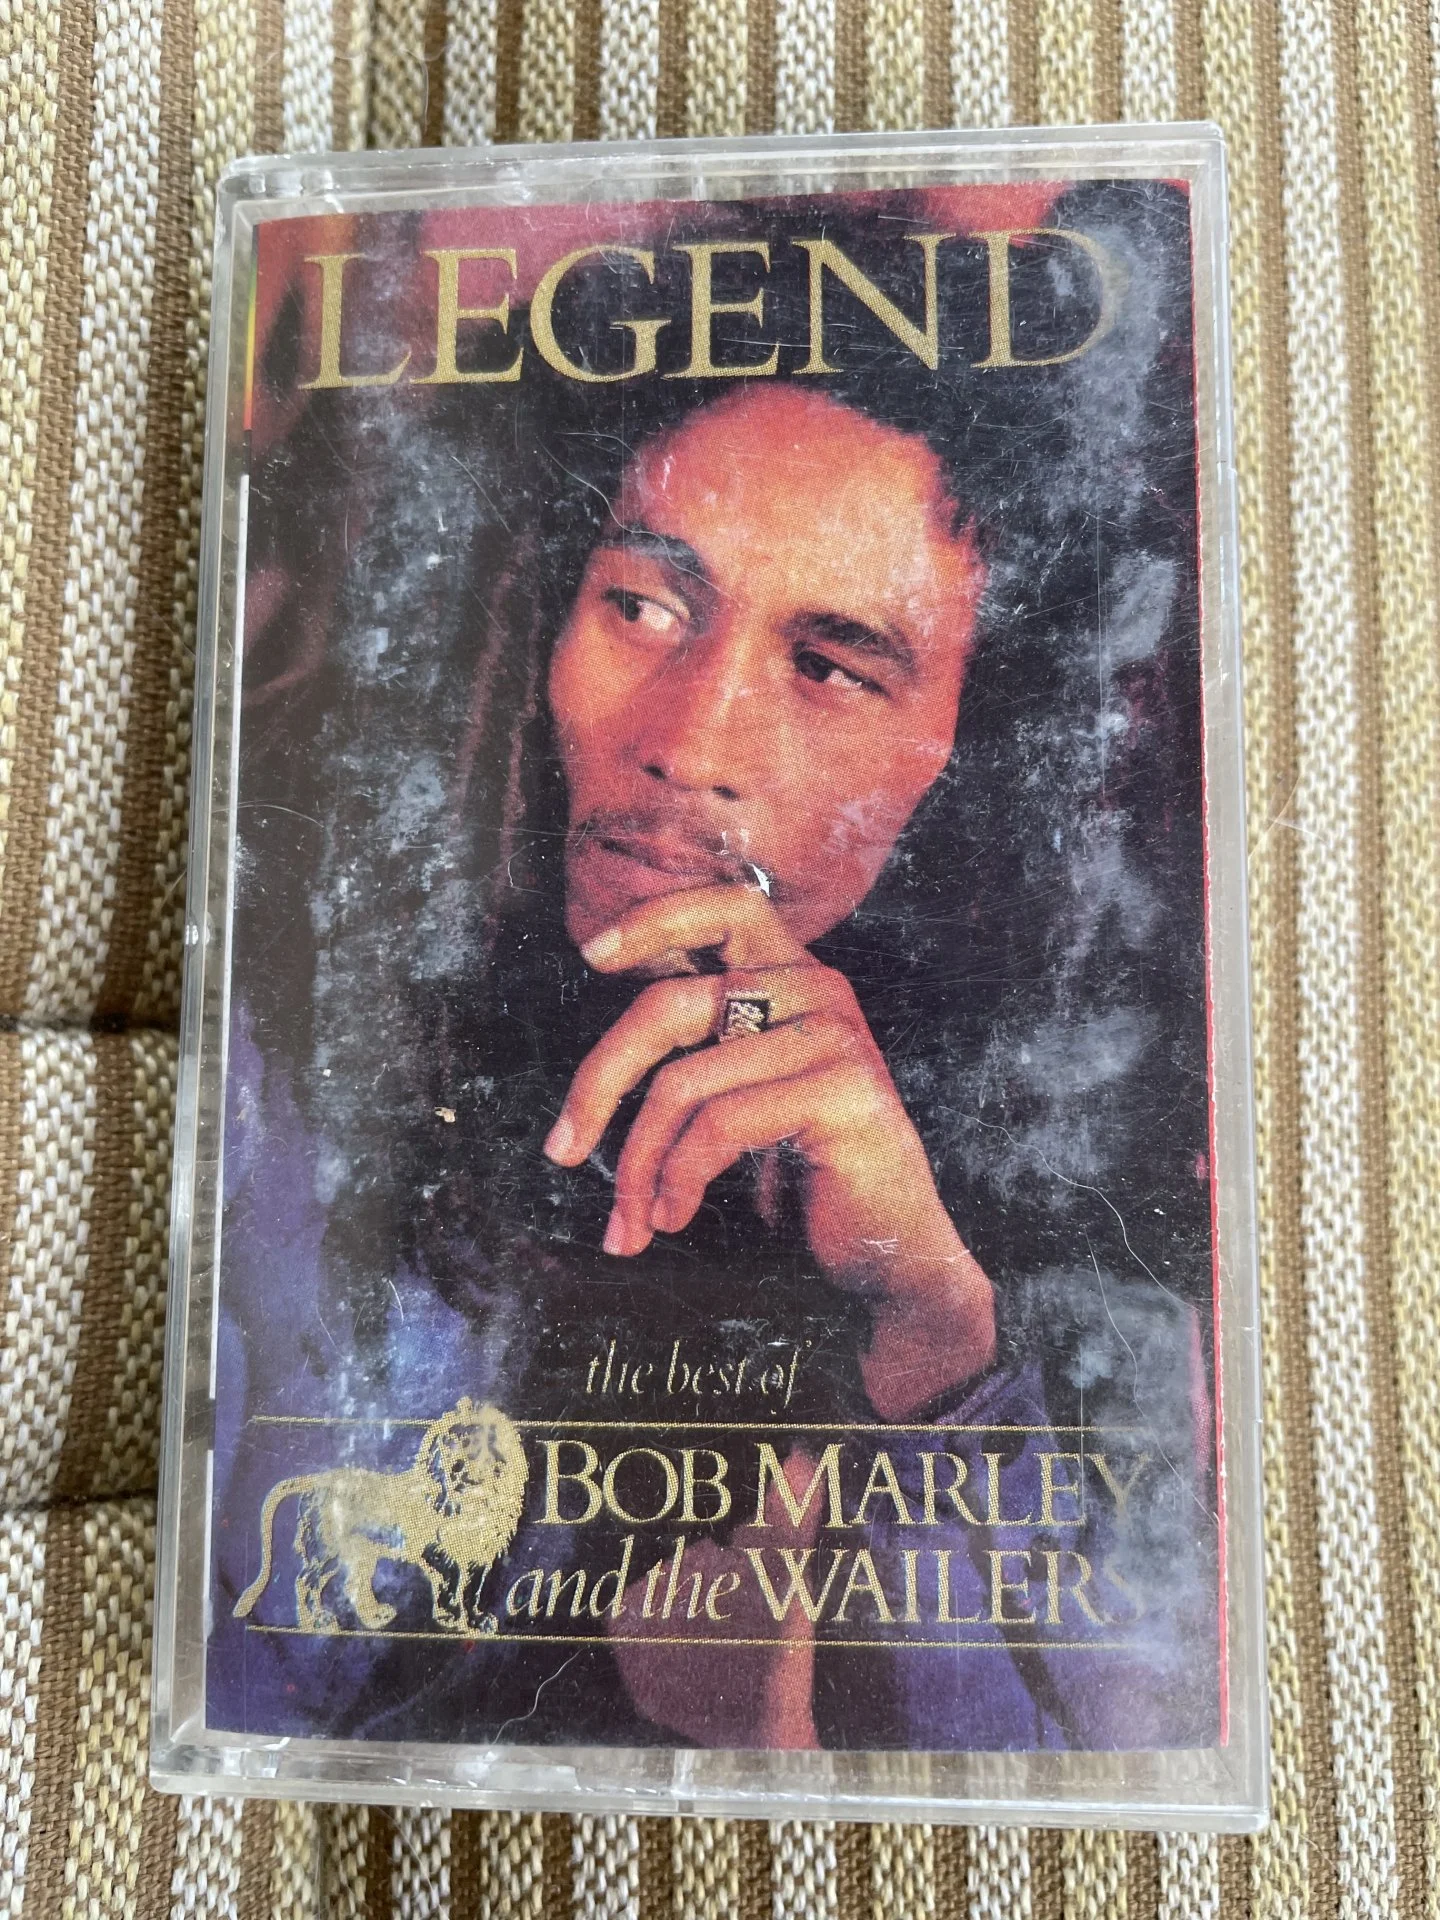 LEGEND
the best of
BOB MARLEY
and the WAILERS